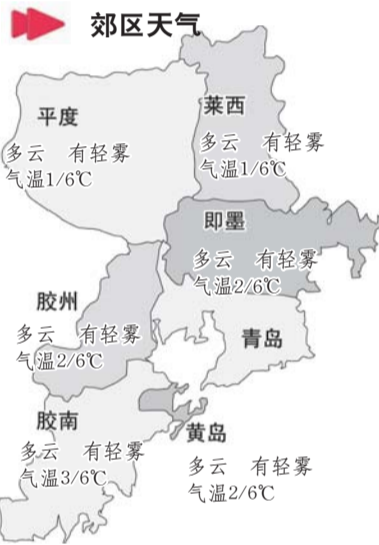 郊区天气
平度
多云 有轻雾
气温1/6℃
莱西
多云 有轻雾
气温1/6℃
即墨
多云 有轻雾
气温2/6℃
胶州
多云 有轻雾
气温2/6℃
青岛
胶南
多云 有轻雾
气温3/6℃
黄岛
多云 有轻雾
气温2/6℃